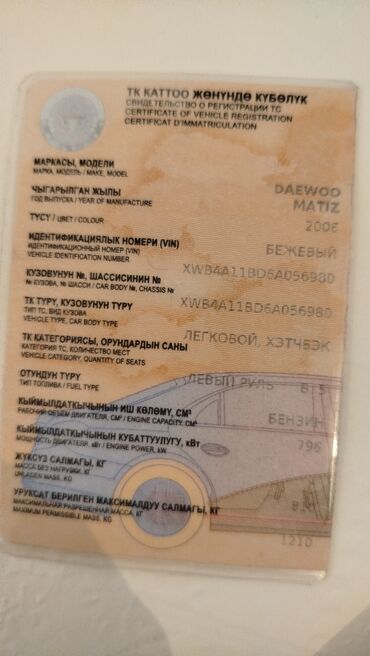 ТК КАТТОО ЖӨНҮНДӨ КҮБӨЛҮК
СВИДЕТЕЛЬСТВО О РЕГИСТРАЦИИ ТС
CERTIFICATE OF VEHICLE REGISTRATION
CERTIFICAT D'IMMATRICULATION
МАРКАСЫ, МОДЕЛИ
МАРКА, МОДЕЛЬ / MAKE, MODEL
DAEWOO
MATIZ
ЧЫГАРЫЛГАН ЖЫЛЫ
ГОД ВЫПУСКА / YEAR OF MANUFACTURE
2006
ТҮСҮ / ЦВЕТ / COLOUR
БЕЖЕВЫЙ
ИДЕНТИФИКАЦИЯЛЫК НОМЕРИ (VIN)
ИДЕНТИФИКАЦИОННЫЙ НОМЕР (VIN)
VEHICLE IDENTIFICATION NUMBER
XWB4A11BD6A056980
КУЗОВУНУН №, ШАССИСИНИН №
№ КУЗОВА, № ШАССИ / CAR BODY №, CHASSIS №
XWB4A11BD6A056980
ТК ТҮРҮ, КУЗОВУНУН ТҮРҮ
ТИП ТС, ВИД КУЗОВА
VEHICLE TYPE, CAR BODY TYPE
ЛЕГКОВОЙ, ХЭТЧБЭК
ТК КАТЕГОРИЯСЫ, ОРУНДАРДЫН САНЫ
КАТЕГОРИЯ ТС, КОЛИЧЕСТВО МЕСТ
VEHICLE CATEGORY, QUANTITY OF SEATS
ЛЕВЫЙ РУЛЬ
ОТУНДУН ТҮРҮ
ТИП ТОПЛИВА / FUEL TYPE
БЕНЗИН
КЫЙМЫЛДАТКЫЧЫНЫН ИШ КӨЛӨМҮ, СМ³
РАБОЧИЙ ОБЪЕМ ДВИГАТЕЛЯ, СМ³ / ENGINE CAPACITY, CM³
796
КЫЙМЫЛДАТКЫЧЫНЫН КУБАТТУУЛУГУ, кВт
МОЩНОСТЬ ДВИГАТЕЛЯ, кВт / ENGINE POWER, kW
ЖҮКСҮЗ САЛМАГЫ, КГ
МАССА БЕЗ НАГРУЗКИ, КГ
UNLADEN MASS, KG
УРУКСАТ БЕРИЛГЕН МАКСИМАЛДУУ САЛМАГЫ, КГ
МАКСИМАЛЬНАЯ РАЗРЕШЕННАЯ МАССА, КГ
MAXIMUM PERMISSIBLE MASS, KG
1210